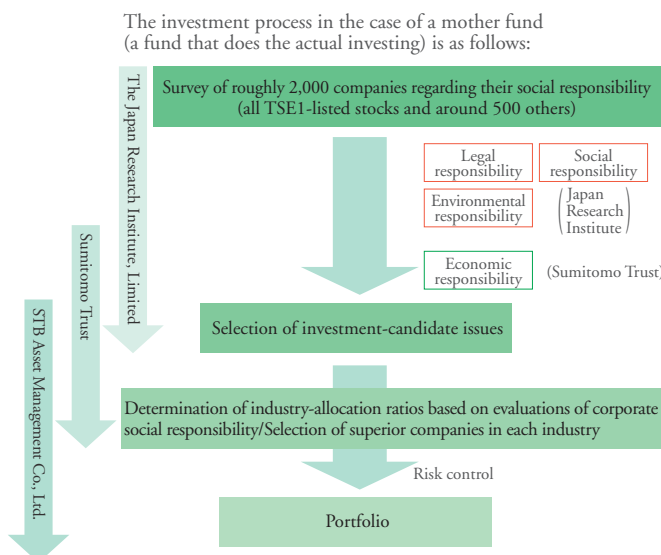 The investment process in the case of a mother fund
(a fund that does the actual investing) is as follows:
The Japan Research Institute, Limited
Survey of roughly 2,000 companies regarding their social responsibility
(all TSE1-listed stocks and around 500 others)
Legal
responsibility
Social
responsibility
Environmental
responsibility
(Japan
Research
Institute)
Sumitomo Trust
Economic
responsibility
(Sumitomo Trust)
STB Asset Management Co., Ltd.
Selection of investment-candidate issues
Determination of industry-allocation ratios based on evaluations of corporate
social responsibility/Selection of superior companies in each industry
Risk control
Portfolio